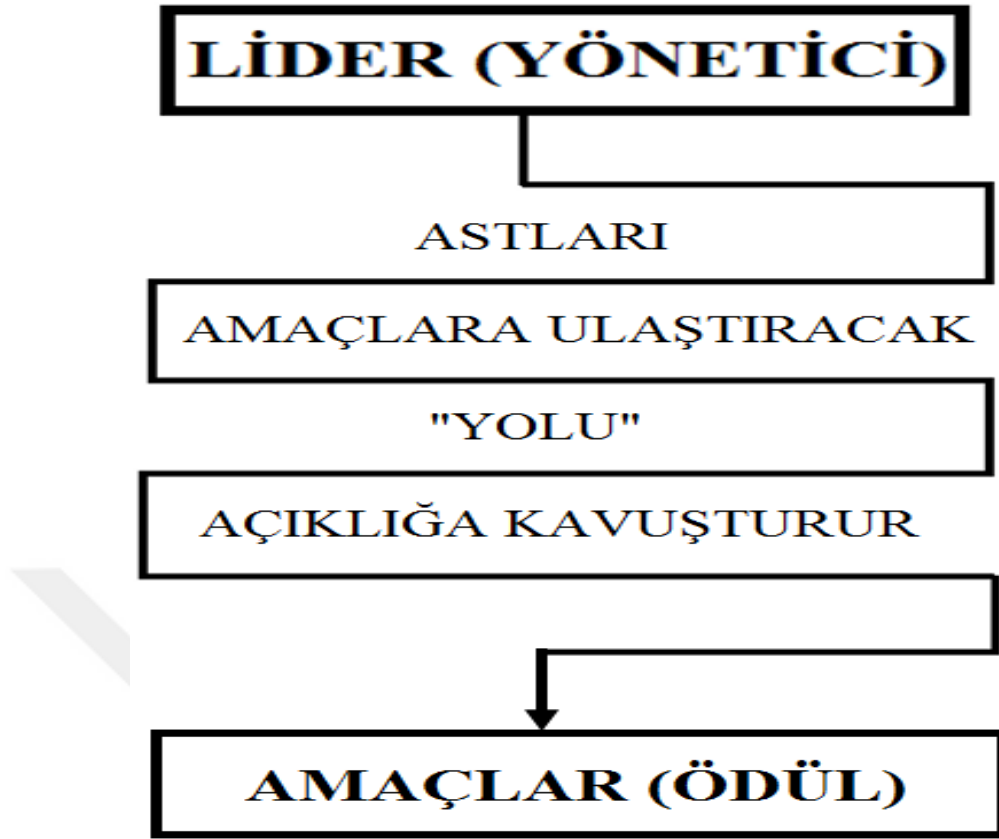 LİDER (YÖNETİCİ)
ASTLARI
AMAÇLARA ULAŞTIRACAK
"YOLU"
AÇIKLIĞA KAVUŞTURUR
AMAÇLAR (ÖDÜL)